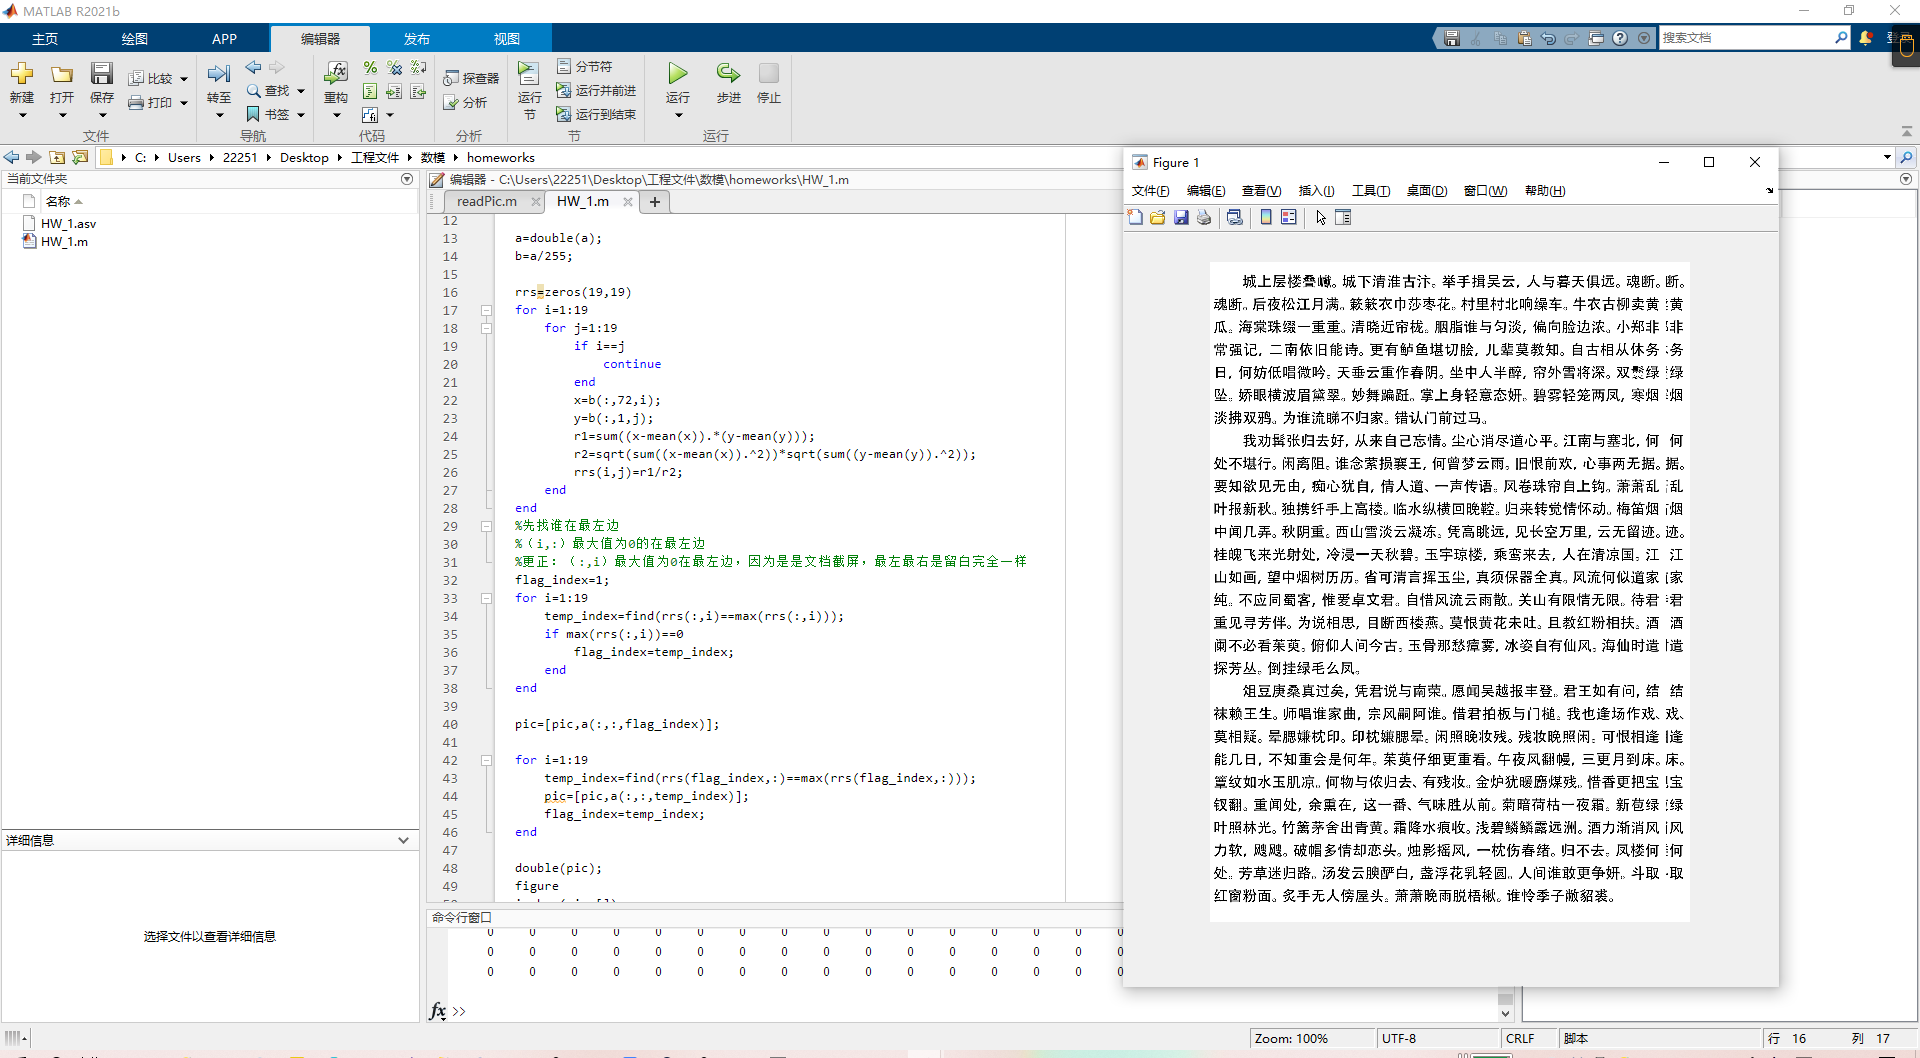 MATLAB R2021b
主页 绘图 APP 编辑器 发布 视图
搜索文档
新建 打开 保存 比较 打印 转至 查找 书签 重构 探查器 分析 运行节 分节符 运行并前进 运行到结束 运行 步进 停止
文件 导航 代码 分析 节 运行
C: Users 22251 Desktop 工程文件 数模 homeworks
当前文件夹
名称
HW_1.asv
HW_1.m
详细信息
选择文件以查看详细信息
编辑器 - C:\Users\22251\Desktop\工程文件\数模\homeworks\HW_1.m
readPic.m HW_1.m
12
13 a=double(a);
14 b=a/255;
15
16 rrs=zeros(19,19)
17 for i=1:19
18 for j=1:19
19 if i==j
20 continue
21 end
22 x=b(:,72,i);
23 y=b(:,1,j);
24 r1=sum((x-mean(x)).*(y-mean(y)));
25 r2=sqrt(sum((x-mean(x)).^2))*sqrt(sum((y-mean(y)).^2));
26 rrs(i,j)=r1/r2;
27 end
28 end
29 %先找谁在最左边
30 %（i,:）最大值为0的在最左边
31 %更正：（:,i）最大值为0在最左边，因为是是文档截屏，最左最右是留白完全一样
32 flag_index=1;
33 for i=1:19
34 temp_index=find(rrs(:,i)==max(rrs(:,i)));
35 if max(rrs(:,i))==0
36 flag_index=temp_index;
37 end
38 end
39
40 pic=[pic,a(:,:,flag_index)];
41
42 for i=1:19
43 temp_index=find(rrs(flag_index,:)==max(rrs(flag_index,:)));
44 pic=[pic,a(:,:,temp_index)];
45 flag_index=temp_index;
46 end
47
48 double(pic);
49 figure
命令行窗口
0 0 0 0 0 0 0 0 0 0 0 0 0 0 0 0
0 0 0 0 0 0 0 0 0 0 0 0 0 0 0 0
0 0 0 0 0 0 0 0 0 0 0 0 0 0 0 0
fx >>
Figure 1
文件(F) 编辑(E) 查看(V) 插入(I) 工具(T) 桌面(D) 窗口(W) 帮助(H)
城上层楼叠巘。城下清淮古汴。举手揖吴云，人与暮天俱远。魂断。断。
魂断。后夜松江月满。簌簌衣巾莎枣花。村里村北响缲车。牛衣古柳卖黄 黄
瓜。海棠珠缀一重重。清晓近帘栊。胭脂谁与匀淡，偏向脸边浓。小郑非 非
常强记，二南依旧能诗。更有鲈鱼堪切脍，儿辈莫教知。自古相从休务 务
日，何妨低唱微吟。天垂云重作春阴。坐中人半醉，帘外雪将深。双鬟绿 绿
坠。娇眼横波眉黛翠。妙舞蹁跹。掌上身轻意态妍。碧雾轻笼两凤，寒烟 烟
淡拂双鸦。为谁流睇不归家。错认门前过马。
我劝髯张归去好，从来自己忘情。尘心消尽道心平。江南与塞北，何 何
处不堪行。闲离阻。谁念萦损襄王，何曾梦云雨。旧恨前欢，心事两无据。据。
要知欲见无由，痴心犹自，倩人道、一声传语。风卷珠帘自上钩。萧萧乱 乱
叶报新秋。独携纤手上高楼。临水纵横回晚鞚。归来转觉情怀动。梅笛烟 烟
中闻几弄。秋阴重。西山雪淡云凝冻。凭高眺远，见长空万里，云无留迹。迹。
桂魄飞来光射处，冷浸一天秋碧。玉宇琼楼，乘鸾来去，人在清凉国。江 江
山如画，望中烟树历历。省可清言挥玉尘，真须保器全真。风流何似道家 家
纯。不应同蜀客，惟爱卓文君。自惜风流云雨散。关山有限情无限。待君 君
重见寻芳伴。为说相思，目断西楼燕。莫恨黄花未吐。且教红粉相扶。酒 酒
阑不必看茱萸。俯仰人间今古。玉骨那愁瘴雾，冰姿自有仙风。海仙时遣 遣
探芳丛。倒挂绿毛么凤。
俎豆庚桑真过矣，凭君说与南荣。愿闻吴越报丰登。君王如有问，结 结
袜赖王生。师唱谁家曲，宗风嗣阿谁。借君拍板与门槌。我也逢场作戏、戏、
莫相疑。晕腮嫌枕印。印枕嫌腮晕。闲照晚妆残。残妆晚照闲。可恨相逢 逢
能几日，不知重会是何年。茱萸仔细更重看。午夜风翻幔，三更月到床。床。
簟纹如水玉肌凉。何物与侬归去、有残妆。金炉犹暖麝煤残。惜香更把宝 宝
钗翻。重闻处，余熏在，这一番、气味胜从前。菊暗荷枯一夜霜。新苞绿 绿
叶照林光。竹篱茅舍出青黄。霜降水痕收。浅碧鳞鳞露远洲。酒力渐消风 风
力软，飕飕。破帽多情却恋头。烛影摇风，一枕伤春绪。归不去。凤楼何 何
处。芳草迷归路。汤发云腴酽白，盏浮花乳轻圆。人间谁敢更争妍。斗取 取
红窗粉面。炙手无人傍屋头。萧萧晚雨脱梧楸。谁怜季子敝貂裘。
Zoom: 100% UTF-8 CRLF 脚本 行 16 列 17